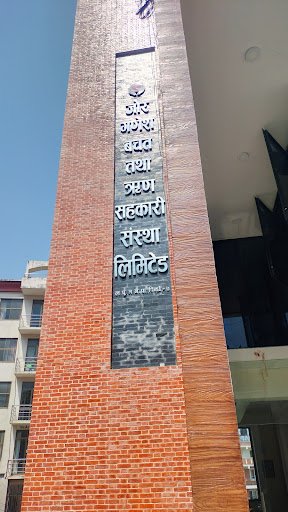 जोर
गणेश
बचत
तथा
ऋण
सहकारी
संस्था
लिमिटेड